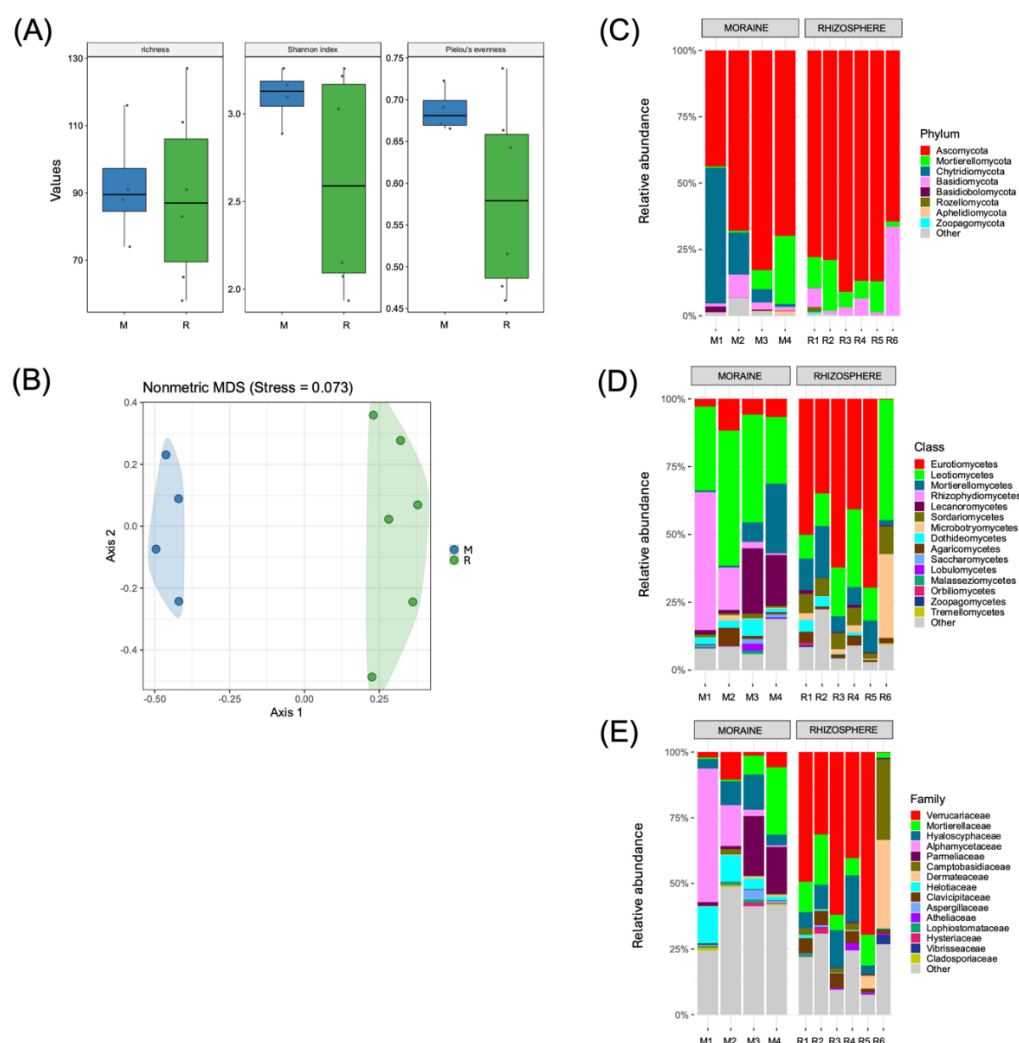 (A)
richness
Shannon index
Pielou's evenness
130
110
90
70
3.0
2.5
2.0
0.75
0.70
0.65
0.60
0.55
0.50
0.45
Values
M R
M R
M R
(B)
Nonmetric MDS (Stress = 0.073)
0.4
0.2
0.0
-0.2
-0.4
Axis 2
-0.50 -0.25 0.00 0.25
Axis 1
M
R
(C)
MORAINE RHIZOSPHERE
100%
75%
50%
25%
0%
Relative abundance
M1 M2 M3 M4 R1 R2 R3 R4 R5 R6
Phylum
Ascomycota
Mortierellomycota
Chytridiomycota
Basidiomycota
Basidiobolomycota
Rozellomycota
Aphelidiomycota
Zoopagomycota
Other
(D)
MORAINE RHIZOSPHERE
100%
75%
50%
25%
0%
Relative abundance
M1 M2 M3 M4 R1 R2 R3 R4 R5 R6
Class
Eurotiomycetes
Leotiomycetes
Mortierellomycetes
Rhizophydiomycetes
Lecanoromycetes
Sordariomycetes
Microbotryomycetes
Dothideomycetes
Agaricomycetes
Saccharomycetes
Lobulomycetes
Malasseziomycetes
Orbiliomycetes
Zoopagomycetes
Tremellomycetes
Other
(E)
MORAINE RHIZOSPHERE
100%
75%
50%
25%
0%
Relative abundance
M1 M2 M3 M4 R1 R2 R3 R4 R5 R6
Family
Verrucariaceae
Mortierellaceae
Hyaloscyphaceae
Alphamycetaceae
Parmeliaceae
Camptobasidiaceae
Dermateaceae
Helotiaceae
Clavicipitaceae
Aspergillaceae
Atheliaceae
Lophiostomataceae
Hysteriaceae
Vibrisseaceae
Cladosporiaceae
Other